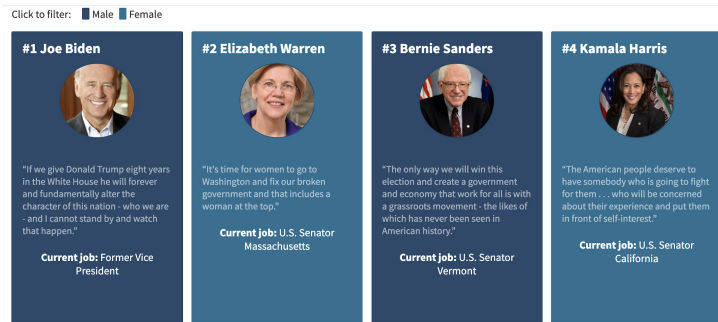 Click to filter: Male Female
#1 Joe Biden
“If we give Donald Trump eight years
in the White House he will forever
and fundamentally alter the
character of this nation - who we are
- and I cannot stand by and watch
that happen.”
Current job: Former Vice
President
#2 Elizabeth Warren
“It's time for women to go to
Washington and fix our broken
government and that includes a
woman at the top.”
Current job: U.S. Senator
Massachusetts
#3 Bernie Sanders
“The only way we will win this
election and create a government
and economy that work for all is with
a grassroots movement - the likes of
which has never been seen in
American history.”
Current job: U.S. Senator
Vermont
#4 Kamala Harris
“The American people deserve to
have somebody who is going to fight
for them . . . who will be concerned
about their experience and put them
in front of self-interest.”
Current job: U.S. Senator
California